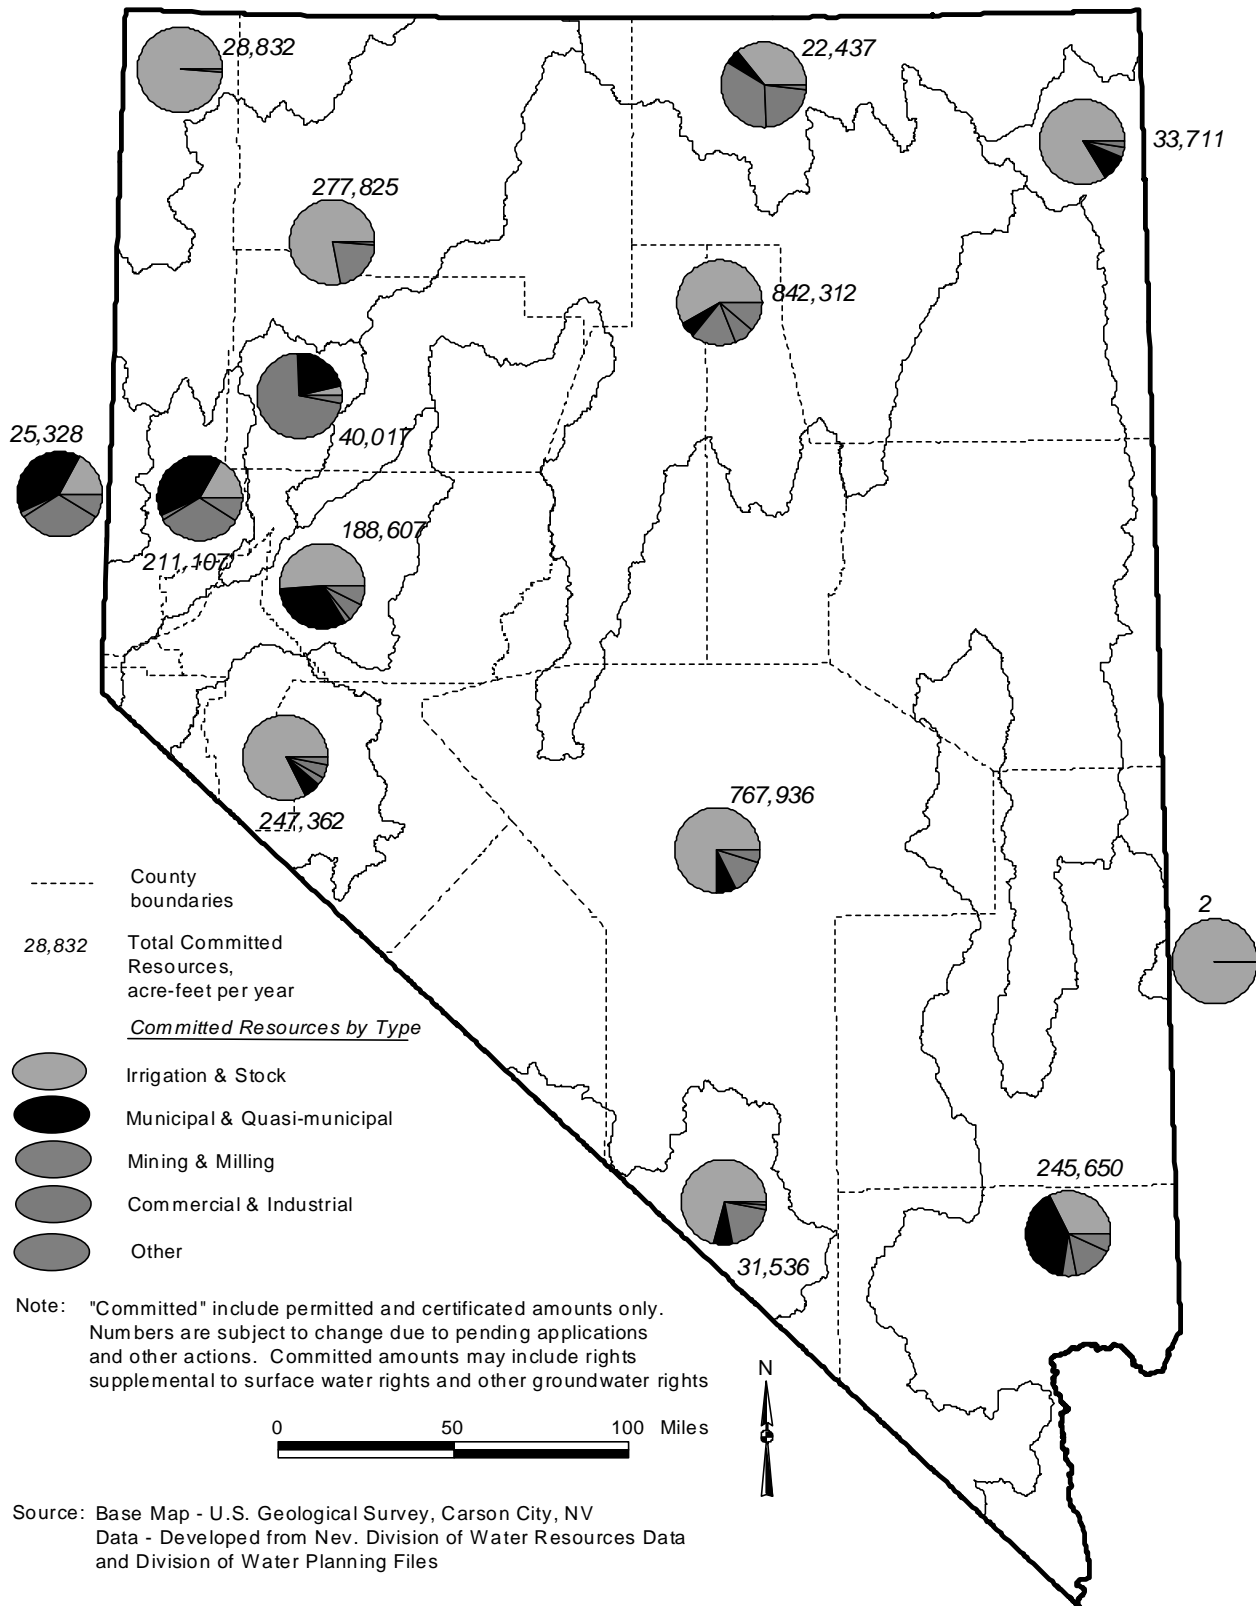 28,832
22,437
33,711
277,825
842,312
40,017
25,328
188,607
211,107
247,362
767,936
2
245,650
31,536
County
boundaries
28,832
Total Committed
Resources,
acre-feet per year
Committed Resources by Type
Irrigation & Stock
Municipal & Quasi-municipal
Mining & Milling
Commercial & Industrial
Other
Note: "Committed" include permitted and certificated amounts only.
Numbers are subject to change due to pending applications
and other actions. Committed amounts may include rights
supplemental to surface water rights and other groundwater rights
N
0 50 100 Miles
Source: Base Map - U.S. Geological Survey, Carson City, NV
Data - Developed from Nev. Division of Water Resources Data
and Division of Water Planning Files